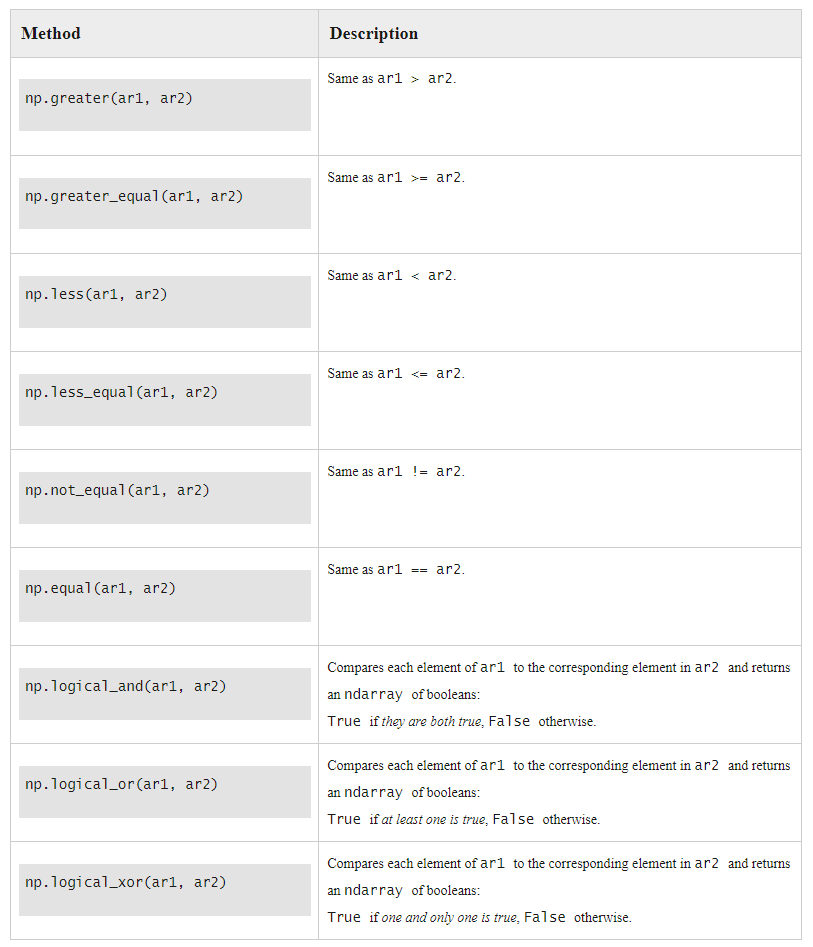 Method Description
np.greater(ar1, ar2)
Same as ar1 > ar2.
np.greater_equal(ar1, ar2)
Same as ar1 >= ar2.
np.less(ar1, ar2)
Same as ar1 < ar2.
np.less_equal(ar1, ar2)
Same as ar1 <= ar2.
np.not_equal(ar1, ar2)
Same as ar1 != ar2.
np.equal(ar1, ar2)
Same as ar1 == ar2.
np.logical_and(ar1, ar2)
Compares each element of ar1 to the corresponding element in ar2 and returns
an ndarray of booleans:
True if they are both true, False otherwise.
np.logical_or(ar1, ar2)
Compares each element of ar1 to the corresponding element in ar2 and returns
an ndarray of booleans:
True if at least one is true, False otherwise.
np.logical_xor(ar1, ar2)
Compares each element of ar1 to the corresponding element in ar2 and returns
an ndarray of booleans:
True if one and only one is true, False otherwise.